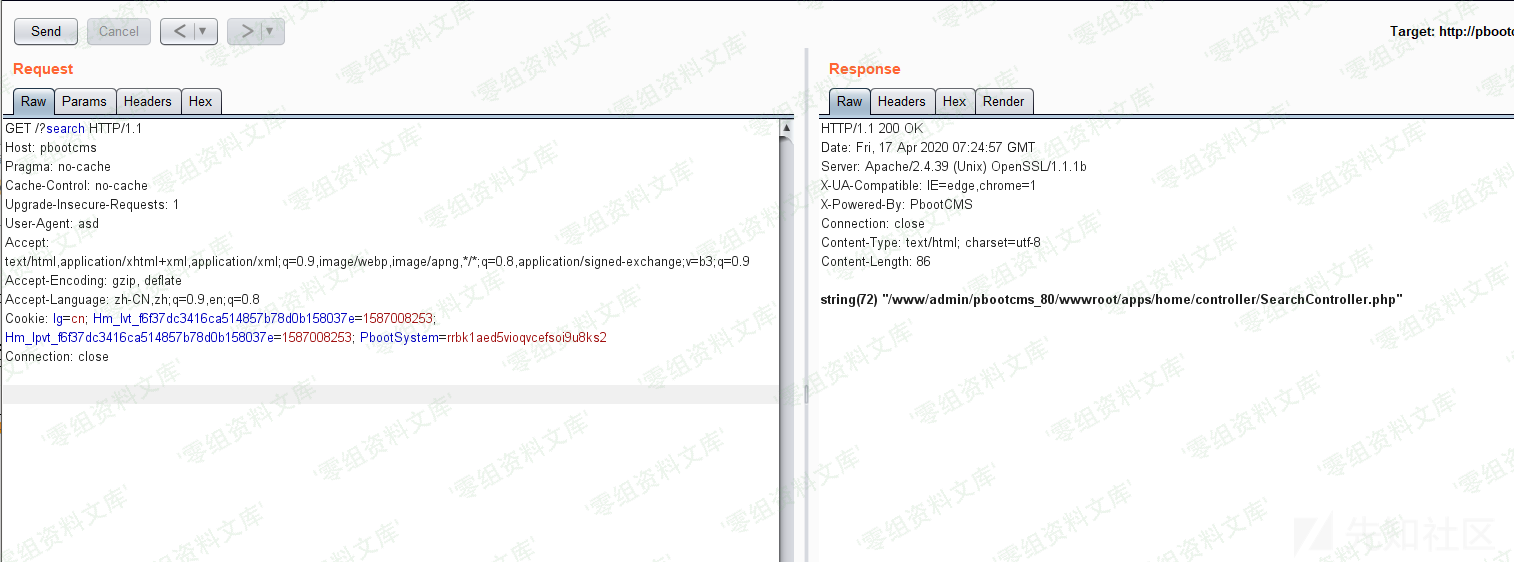 Send
Cancel
<
>
Target: http://pbootc
Request
Response
Raw
Params
Headers
Hex
Raw
Headers
Hex
Render
GET /?search HTTP/1.1
Host: pbootcms
Pragma: no-cache
Cache-Control: no-cache
Upgrade-Insecure-Requests: 1
User-Agent: asd
Accept:
text/html,application/xhtml+xml,application/xml;q=0.9,image/webp,image/apng,*/*;q=0.8,application/signed-exchange;v=b3;q=0.9
Accept-Encoding: gzip, deflate
Accept-Language: zh-CN,zh;q=0.9,en;q=0.8
Cookie: lg=cn; Hm_lvt_f6f37dc3416ca514857b78d0b158037e=1587008253;
Hm_lpvt_f6f37dc3416ca514857b78d0b158037e=1587008253; PbootSystem=rrbk1aed5vioqvcefsoi9u8ks2
Connection: close
HTTP/1.1 200 OK
Date: Fri, 17 Apr 2020 07:24:57 GMT
Server: Apache/2.4.39 (Unix) OpenSSL/1.1.1b
X-UA-Compatible: IE=edge,chrome=1
X-Powered-By: PbootCMS
Connection: close
Content-Type: text/html; charset=utf-8
Content-Length: 86
string(72) "/www/admin/pbootcms_80/wwwroot/apps/home/controller/SearchController.php"
'零组资料文库'
先知社区